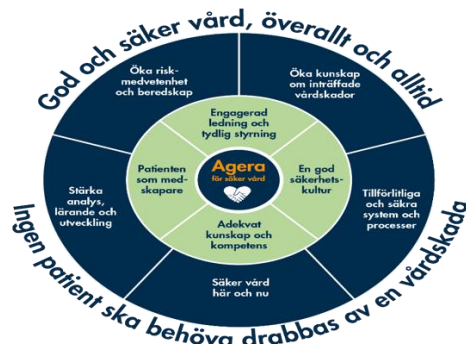 God och säker vård, överallt och alltid
Öka risk-
medvetenhet
och beredskap
Öka kunskap
om inträffade
vårdskador
Engagerad
ledning och
tydlig styrning
Patienten
som med-
skapare
Agera
för säker vård
En god
säkerhets-
kultur
Stärka
analys,
lärande och
utveckling
Tillförlitliga
och säkra
system och
processer
Adekvat
kunskap och
kompetens
Säker vård
här och nu
Ingen patient ska behöva drabbas av en vårdskada